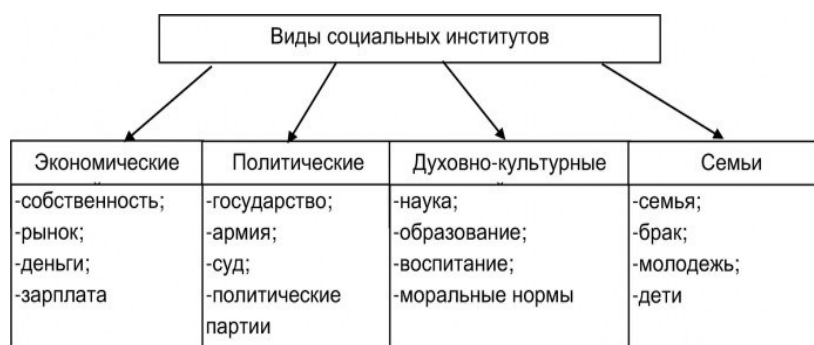 Виды социальных институтов
Экономические
Политические
Духовно-культурные
Семьи
-собственность;
-рынок;
-деньги;
-зарплата
-государство;
-армия;
-суд;
-политические
партии
-наука;
-образование;
-воспитание;
-моральные нормы
-семья;
-брак;
-молодежь;
-дети